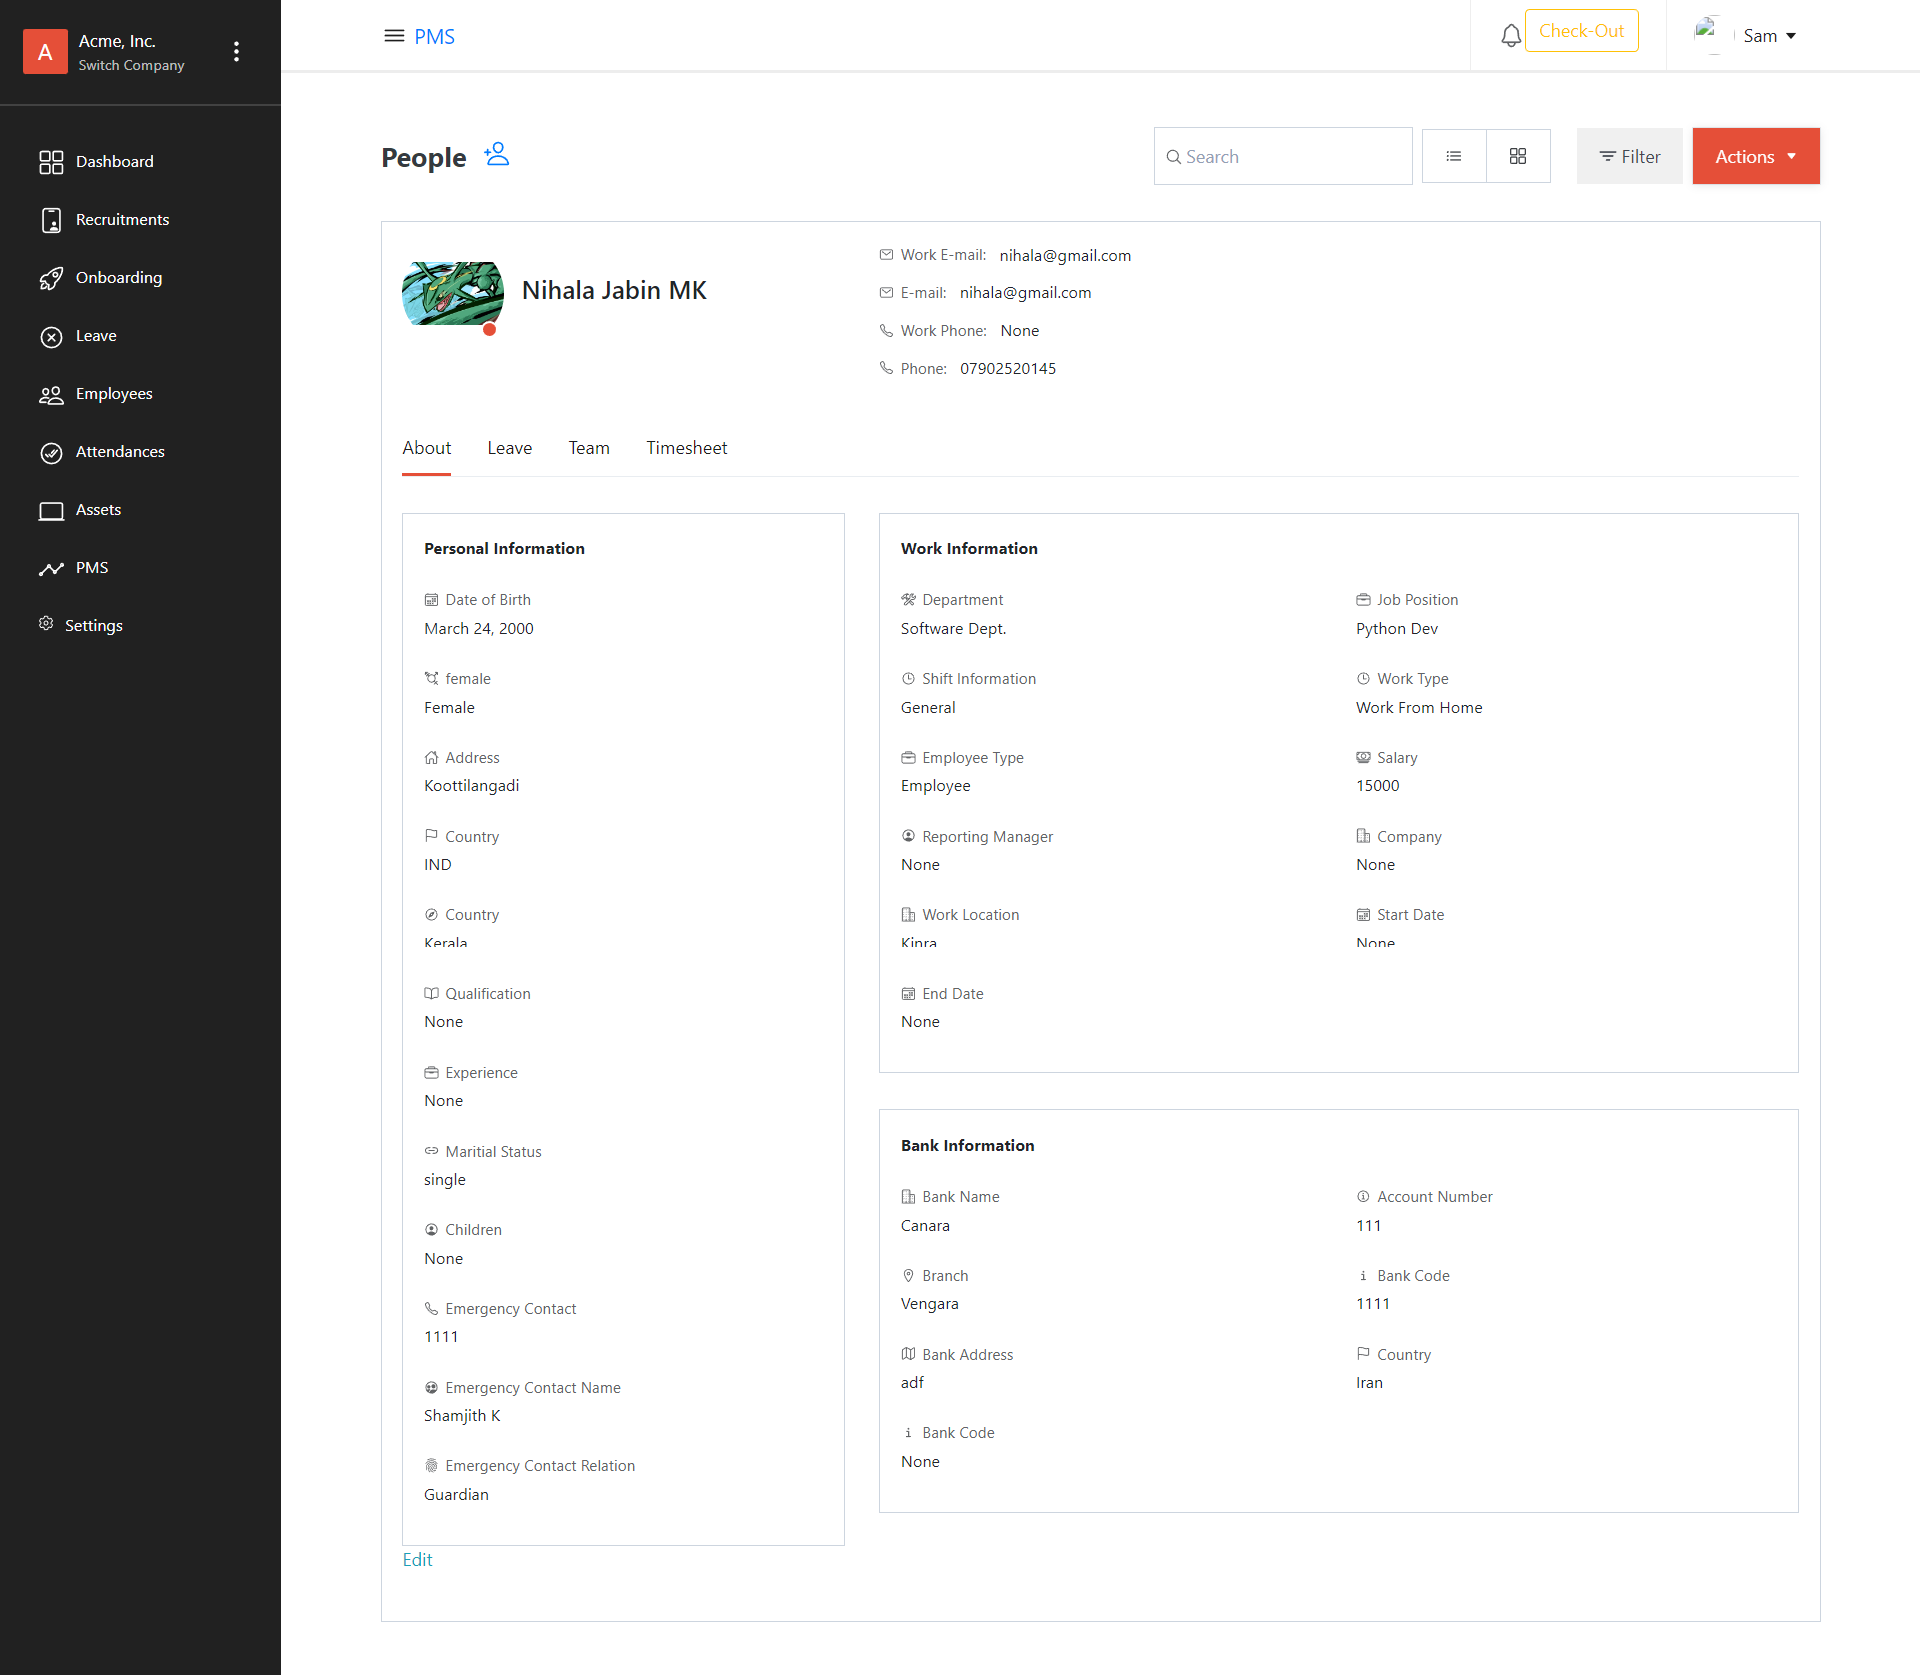 A
Acme, Inc.
Switch Company
Dashboard
Recruitments
Onboarding
Leave
Employees
Attendances
Assets
PMS
Settings
PMS
Check-Out
Sam
People
Search
Filter
Actions
Nihala Jabin MK
Work E-mail: nihala@gmail.com
E-mail: nihala@gmail.com
Work Phone: None
Phone: 07902520145
About Leave Team Timesheet
Personal Information
Date of Birth
March 24, 2000
female
Female
Address
Koottilangadi
Country
IND
Country
Kerala
Qualification
None
Experience
None
Maritial Status
single
Children
None
Emergency Contact
1111
Emergency Contact Name
Shamjith K
Emergency Contact Relation
Guardian
Edit
Work Information
Department
Software Dept.
Job Position
Python Dev
Shift Information
General
Work Type
Work From Home
Employee Type
Employee
Salary
15000
Reporting Manager
None
Company
None
Work Location
Start Date
None
End Date
None
Bank Information
Bank Name
Canara
Account Number
111
Branch
Vengara
Bank Code
1111
Bank Address
adf
Country
Iran
Bank Code
None